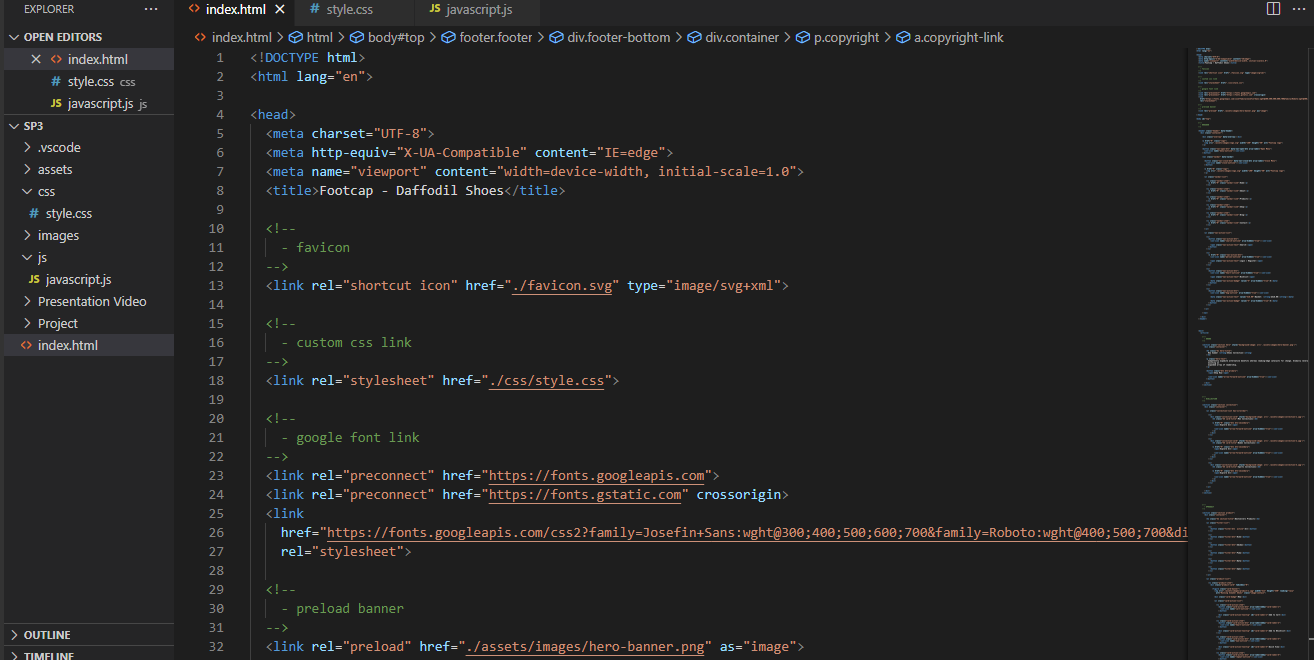 EXPLORER ···
index.html
# style.css
JS javascript.js
OPEN EDITORS
index.html
# style.css css
JS javascript.js js
SP3
.vscode
assets
css
# style.css
images
js
JS javascript.js
Presentation Video
Project
index.html
OUTLINE
TIMELINE
index.html > html > body#top > footer.footer > div.footer-bottom > div.container > p.copyright > a.copyright-link
1 <!DOCTYPE html>
2 <html lang="en">
3
4 <head>
5 <meta charset="UTF-8">
6 <meta http-equiv="X-UA-Compatible" content="IE=edge">
7 <meta name="viewport" content="width=device-width, initial-scale=1.0">
8 <title>Footcap - Daffodil Shoes</title>
9
10 <!--
11 - favicon
12 -->
13 <link rel="shortcut icon" href="./favicon.svg" type="image/svg+xml">
14
15 <!--
16 - custom css link
17 -->
18 <link rel="stylesheet" href="./css/style.css">
19
20 <!--
21 - google font link
22 -->
23 <link rel="preconnect" href="https://fonts.googleapis.com">
24 <link rel="preconnect" href="https://fonts.gstatic.com" crossorigin>
25 <link
26 href="https://fonts.googleapis.com/css2?family=Josefin+Sans:wght@300;400;500;600;700&family=Roboto:wght@400;500;700&di
27 rel="stylesheet">
28
29 <!--
30 - preload banner
31 -->
32 <link rel="preload" href="./assets/images/hero-banner.png" as="image">